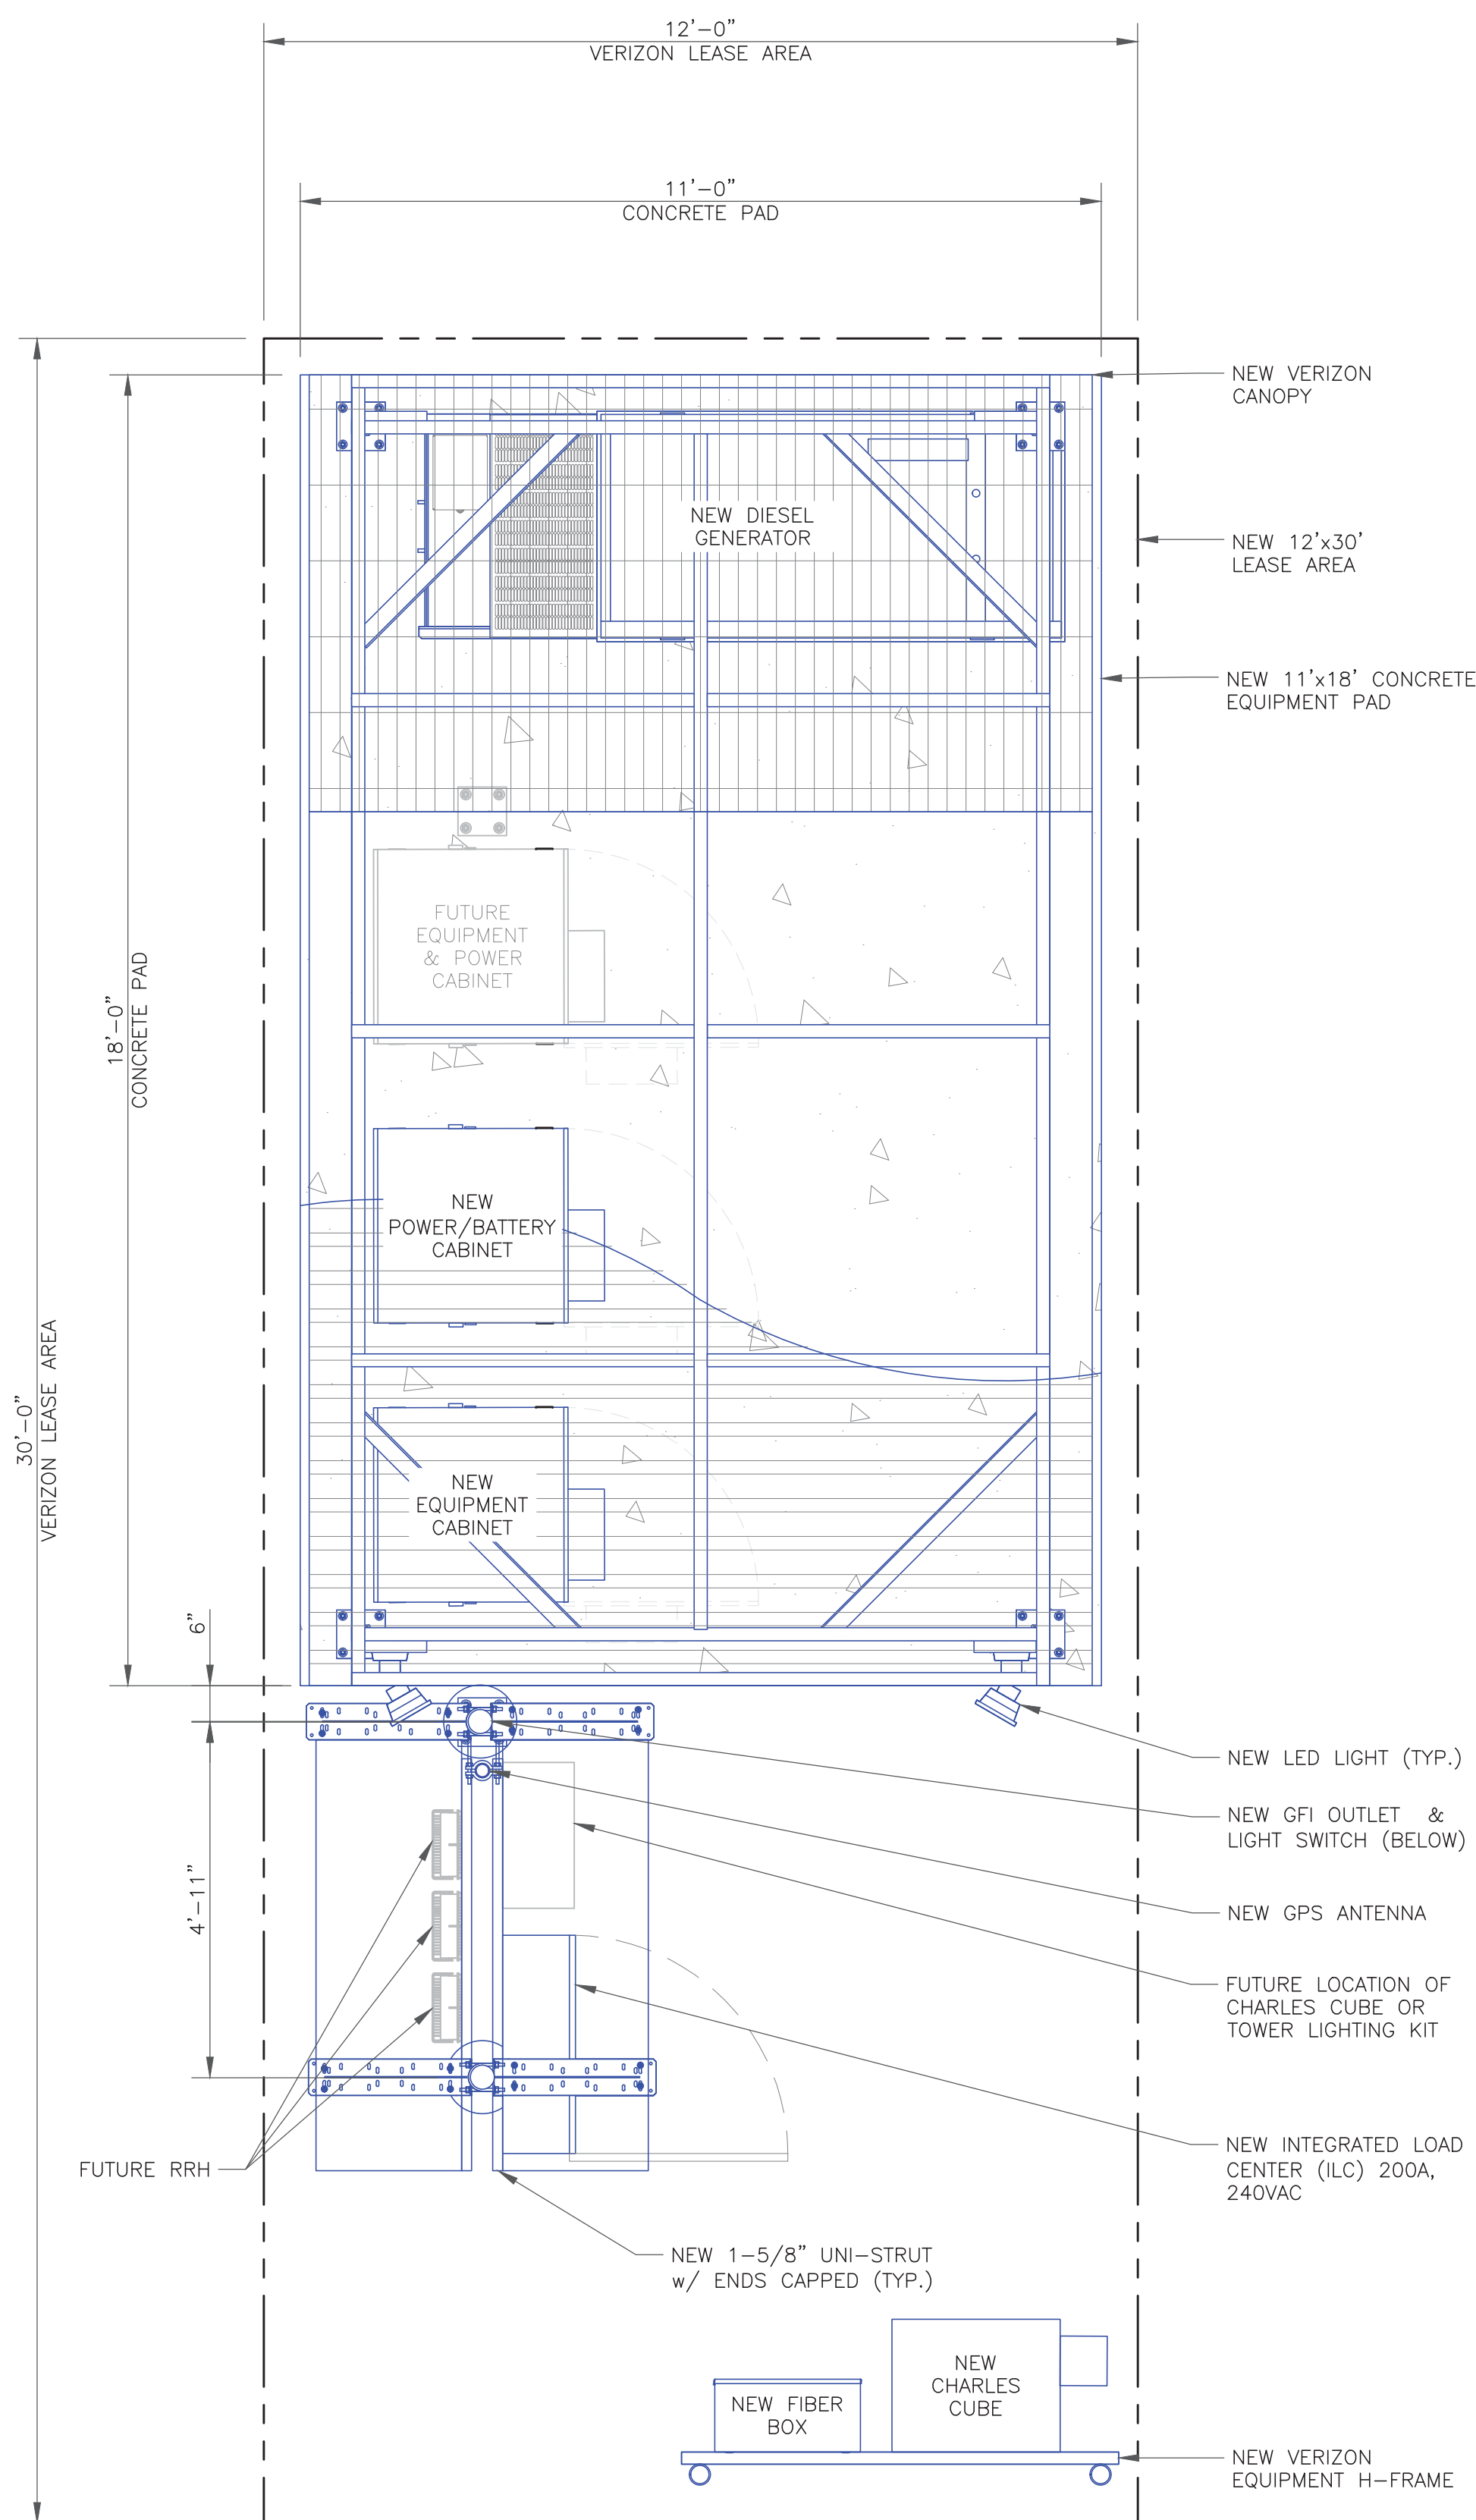 12'-0"
VERIZON LEASE AREA
11'-0"
CONCRETE PAD
NEW VERIZON
CANOPY
NEW DIESEL
GENERATOR
NEW 12'x30'
LEASE AREA
NEW 11'x18' CONCRETE
EQUIPMENT PAD
FUTURE
EQUIPMENT
& POWER
CABINET
18'-0"
CONCRETE PAD
NEW
POWER/BATTERY
CABINET
30'-0"
VERIZON LEASE AREA
NEW
EQUIPMENT
CABINET
6"
4'-11"
NEW LED LIGHT (TYP.)
NEW GFI OUTLET &
LIGHT SWITCH (BELOW)
NEW GPS ANTENNA
FUTURE LOCATION OF
CHARLES CUBE OR
TOWER LIGHTING KIT
NEW INTEGRATED LOAD
CENTER (ILC) 200A,
240VAC
FUTURE RRH
NEW 1-5/8" UNI-STRUT
w/ ENDS CAPPED (TYP.)
NEW
CHARLES
CUBE
NEW FIBER
BOX
NEW VERIZON
EQUIPMENT H-FRAME